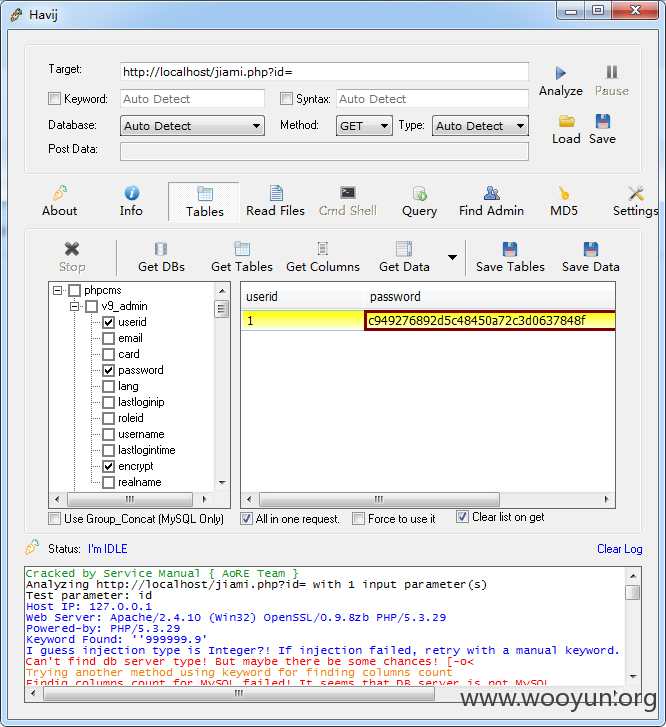 Havij
Target: http://localhost/jiami.php?id=
Keyword: Auto Detect Syntax: Auto Detect
Analyze Pause
Database: Auto Detect Method: GET Type: Auto Detect
Post Data:
Load Save
About Info Tables Read Files Cmd Shell Query Find Admin MD5 Settings
Stop Get DBs Get Tables Get Columns Get Data Save Tables Save Data
phpcms
v9_admin
userid
email
card
password
lang
lastloginip
roleid
username
lastlogintime
encrypt
realname
userid password
1 c949276892d5c48450a72c3d0637848f
Use Group_Concat (MySQL Only) All in one request. Force to use it Clear list on get
Status: I'm IDLE Clear Log
Cracked by Service Manual { AoRE Team }
Analyzing http://localhost/jiami.php?id= with 1 input parameter(s)
Test parameter: id
Host IP: 127.0.0.1
Web Server: Apache/2.4.10 (Win32) OpenSSL/0.9.8zb PHP/5.3.29
Powered-by: PHP/5.3.29
Keyword Found: ''999999.9'
I guess injection type is Integer?! If injection failed, retry with a manual keyword.
Can't find db server type! But maybe there be some chances! [-o<
Trying another method using keyword for finding columns count
Finding columns count for MySQL failed! It seems that DB server is not MySQL
www.wooyun.org